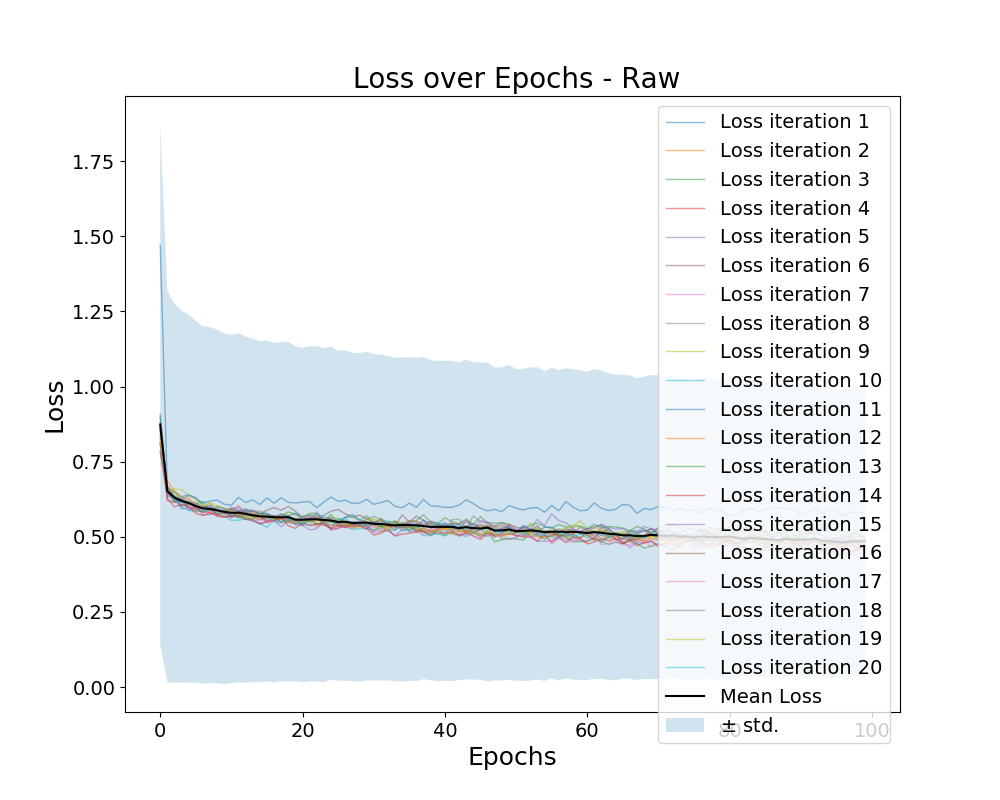 Loss over Epochs - Raw
Loss
1.75
1.50
1.25
1.00
0.75
0.50
0.25
0.00
Loss iteration 1
Loss iteration 2
Loss iteration 3
Loss iteration 4
Loss iteration 5
Loss iteration 6
Loss iteration 7
Loss iteration 8
Loss iteration 9
Loss iteration 10
Loss iteration 11
Loss iteration 12
Loss iteration 13
Loss iteration 14
Loss iteration 15
Loss iteration 16
Loss iteration 17
Loss iteration 18
Loss iteration 19
Loss iteration 20
Mean Loss
± std.
0 20 40 60 80 100
Epochs